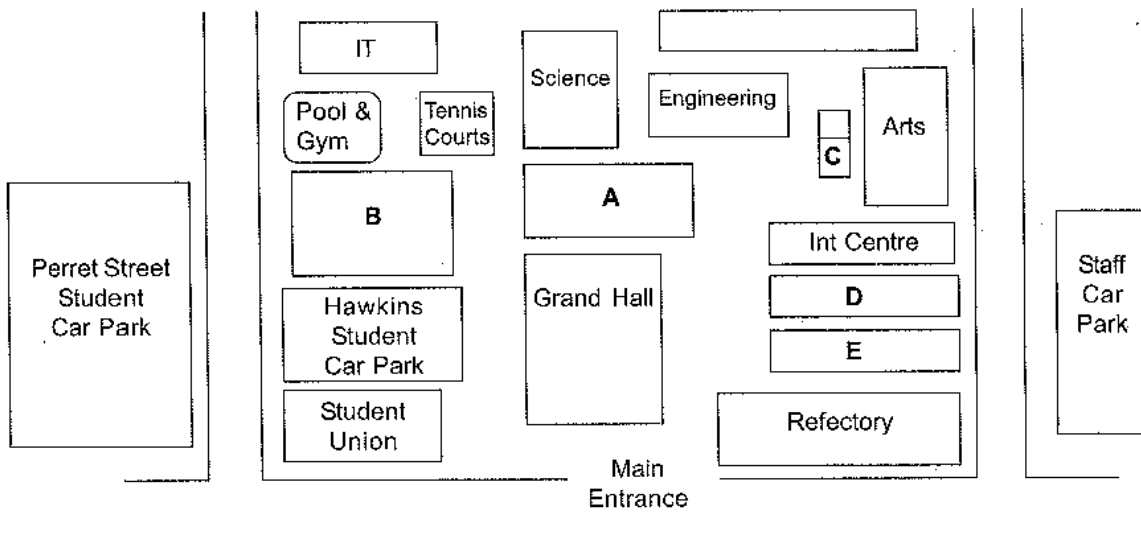 IT
Science
Engineering
Pool &
Gym
Tennis
Courts
Arts
C
A
B
Int Centre
Perret Street
Student
Car Park
Hawkins
Student
Car Park
Grand Hall
D
E
Staff
Car
Park
Student
Union
Refectory
Main
Entrance